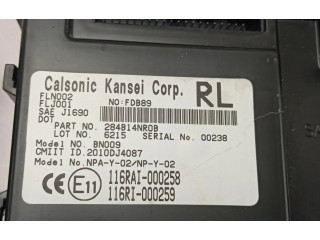 Calsonic Kansei Corp. RL
FLN002
FLJ001 NO:FDB89
SAE J1690
DOT
PART NO. 284B14NR0B
LOT NO. 6215 SERIAL No. 00238
Model No. BN009
CMIIT ID:2010DJ4087
Model No. NPA-Y-02/NP-Y-02
CE E11 116RAI-000258
116RI-000259